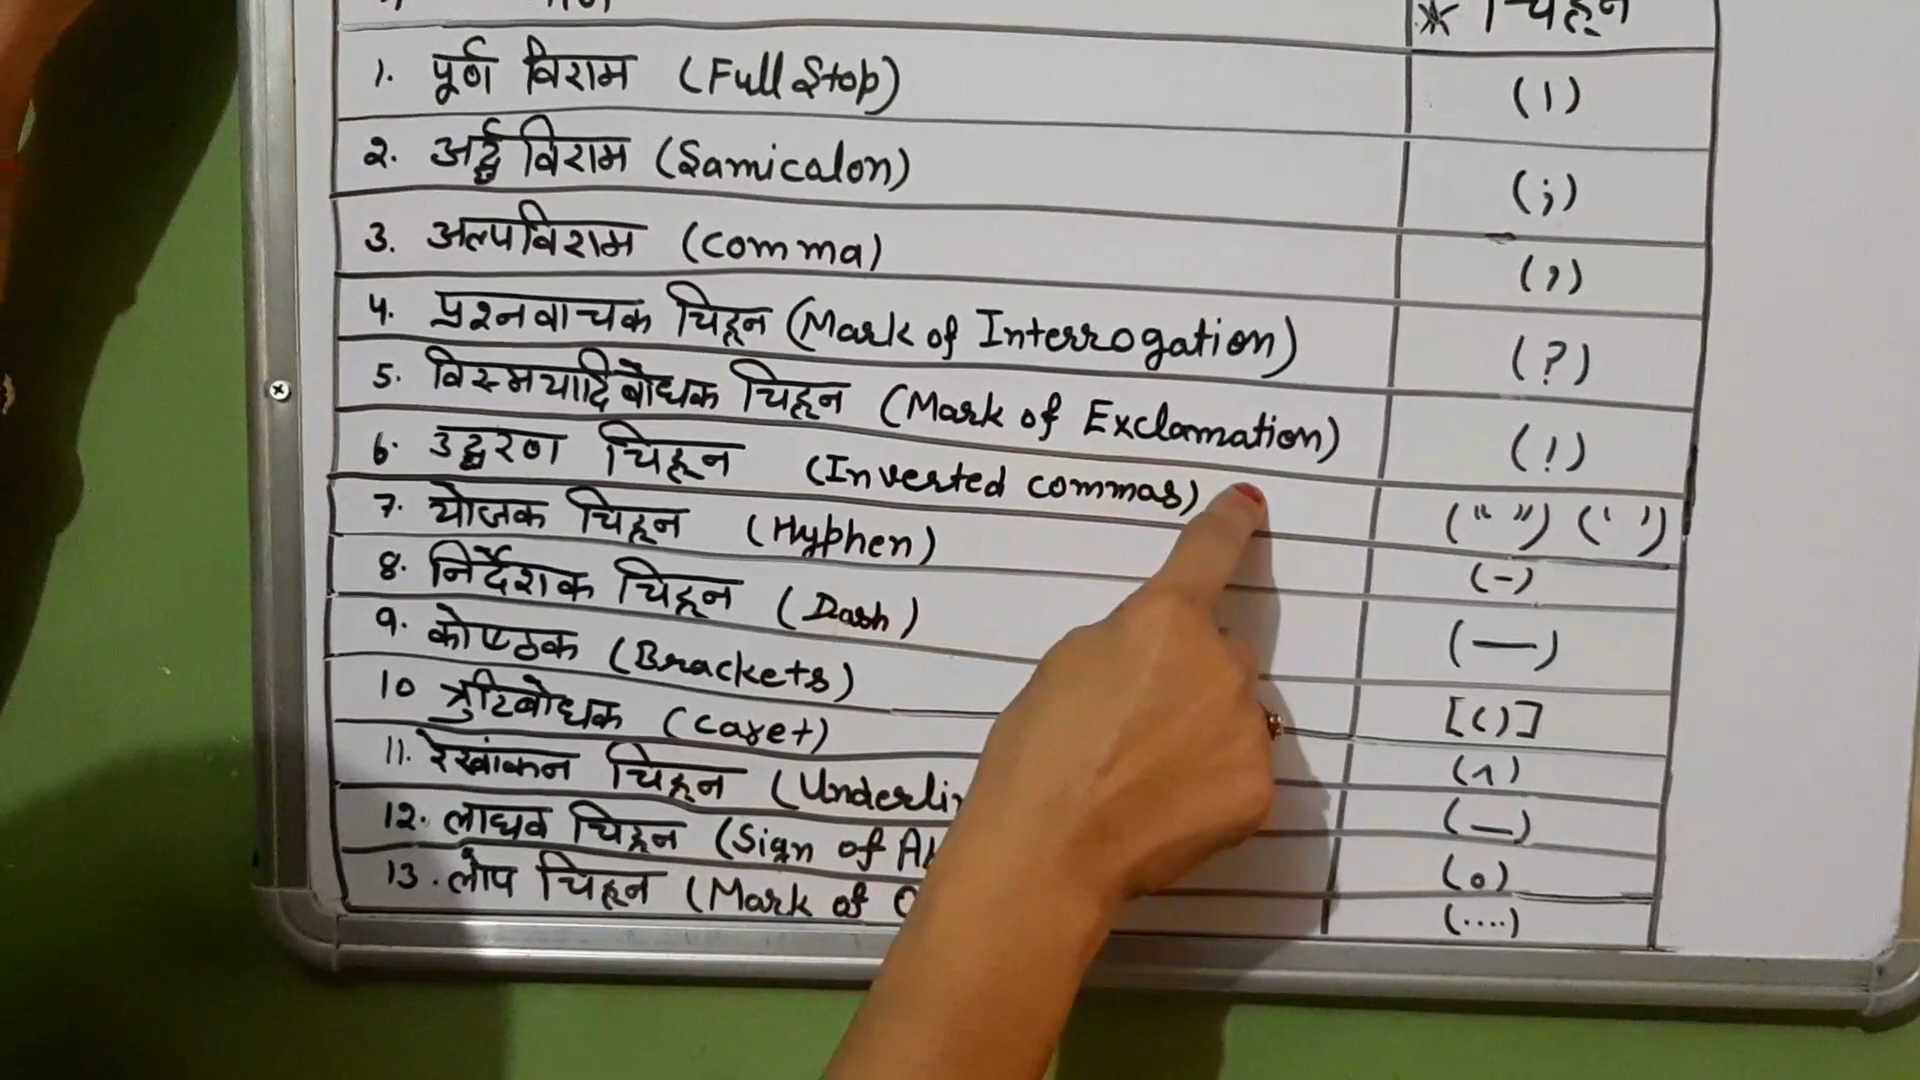 * चिह्न
1. पूर्ण विराम (Full Stop) (।)
२. अर्द्ध विराम (Samicalon) (;)
3. अल्पविराम (comma) (,)
4. प्रश्नवाचक चिह्न (Mark of Interrogation) (?)
5. विस्मयादिबोधक चिह्न (Mark of Exclamation) (!)
6. उद्धरण चिह्न (Inverted commas) (“ ”) (‘ ’)
7. योजक चिह्न (Hyphen) (-)
8. निर्देशक चिह्न (Dash) (—)
9. कोष्ठक (Brackets) [()]
10 त्रुटिबोधक (caret) (^)
11. रेखांकन चिह्न (Underli (_)
12. लाघव चिह्न (Sign of (०)
13. लोप चिह्न (Mark of (....)